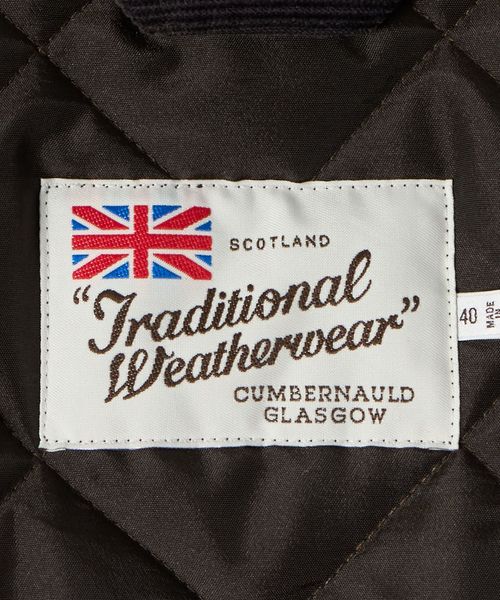 SCOTLAND
"Traditional
Weatherwear"
CUMBERNAULD
GLASGOW
40
MADE
IN